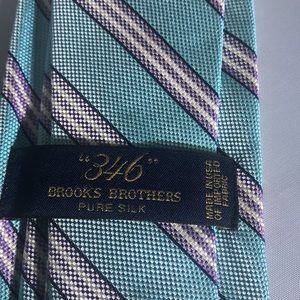 "346"
BROOKS BROTHERS
PURE SILK
MADE IN USA
OF IMPORTED
FABRIC